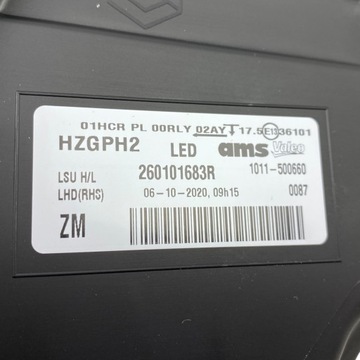 01HCR PL 00RLY 02AY 17.5E1336101
HZGPH2 LED ams Valeo
LSU H/L 260101683R 1011-500660
LHD(RHS) 06-10-2020, 09h15 0087
ZM